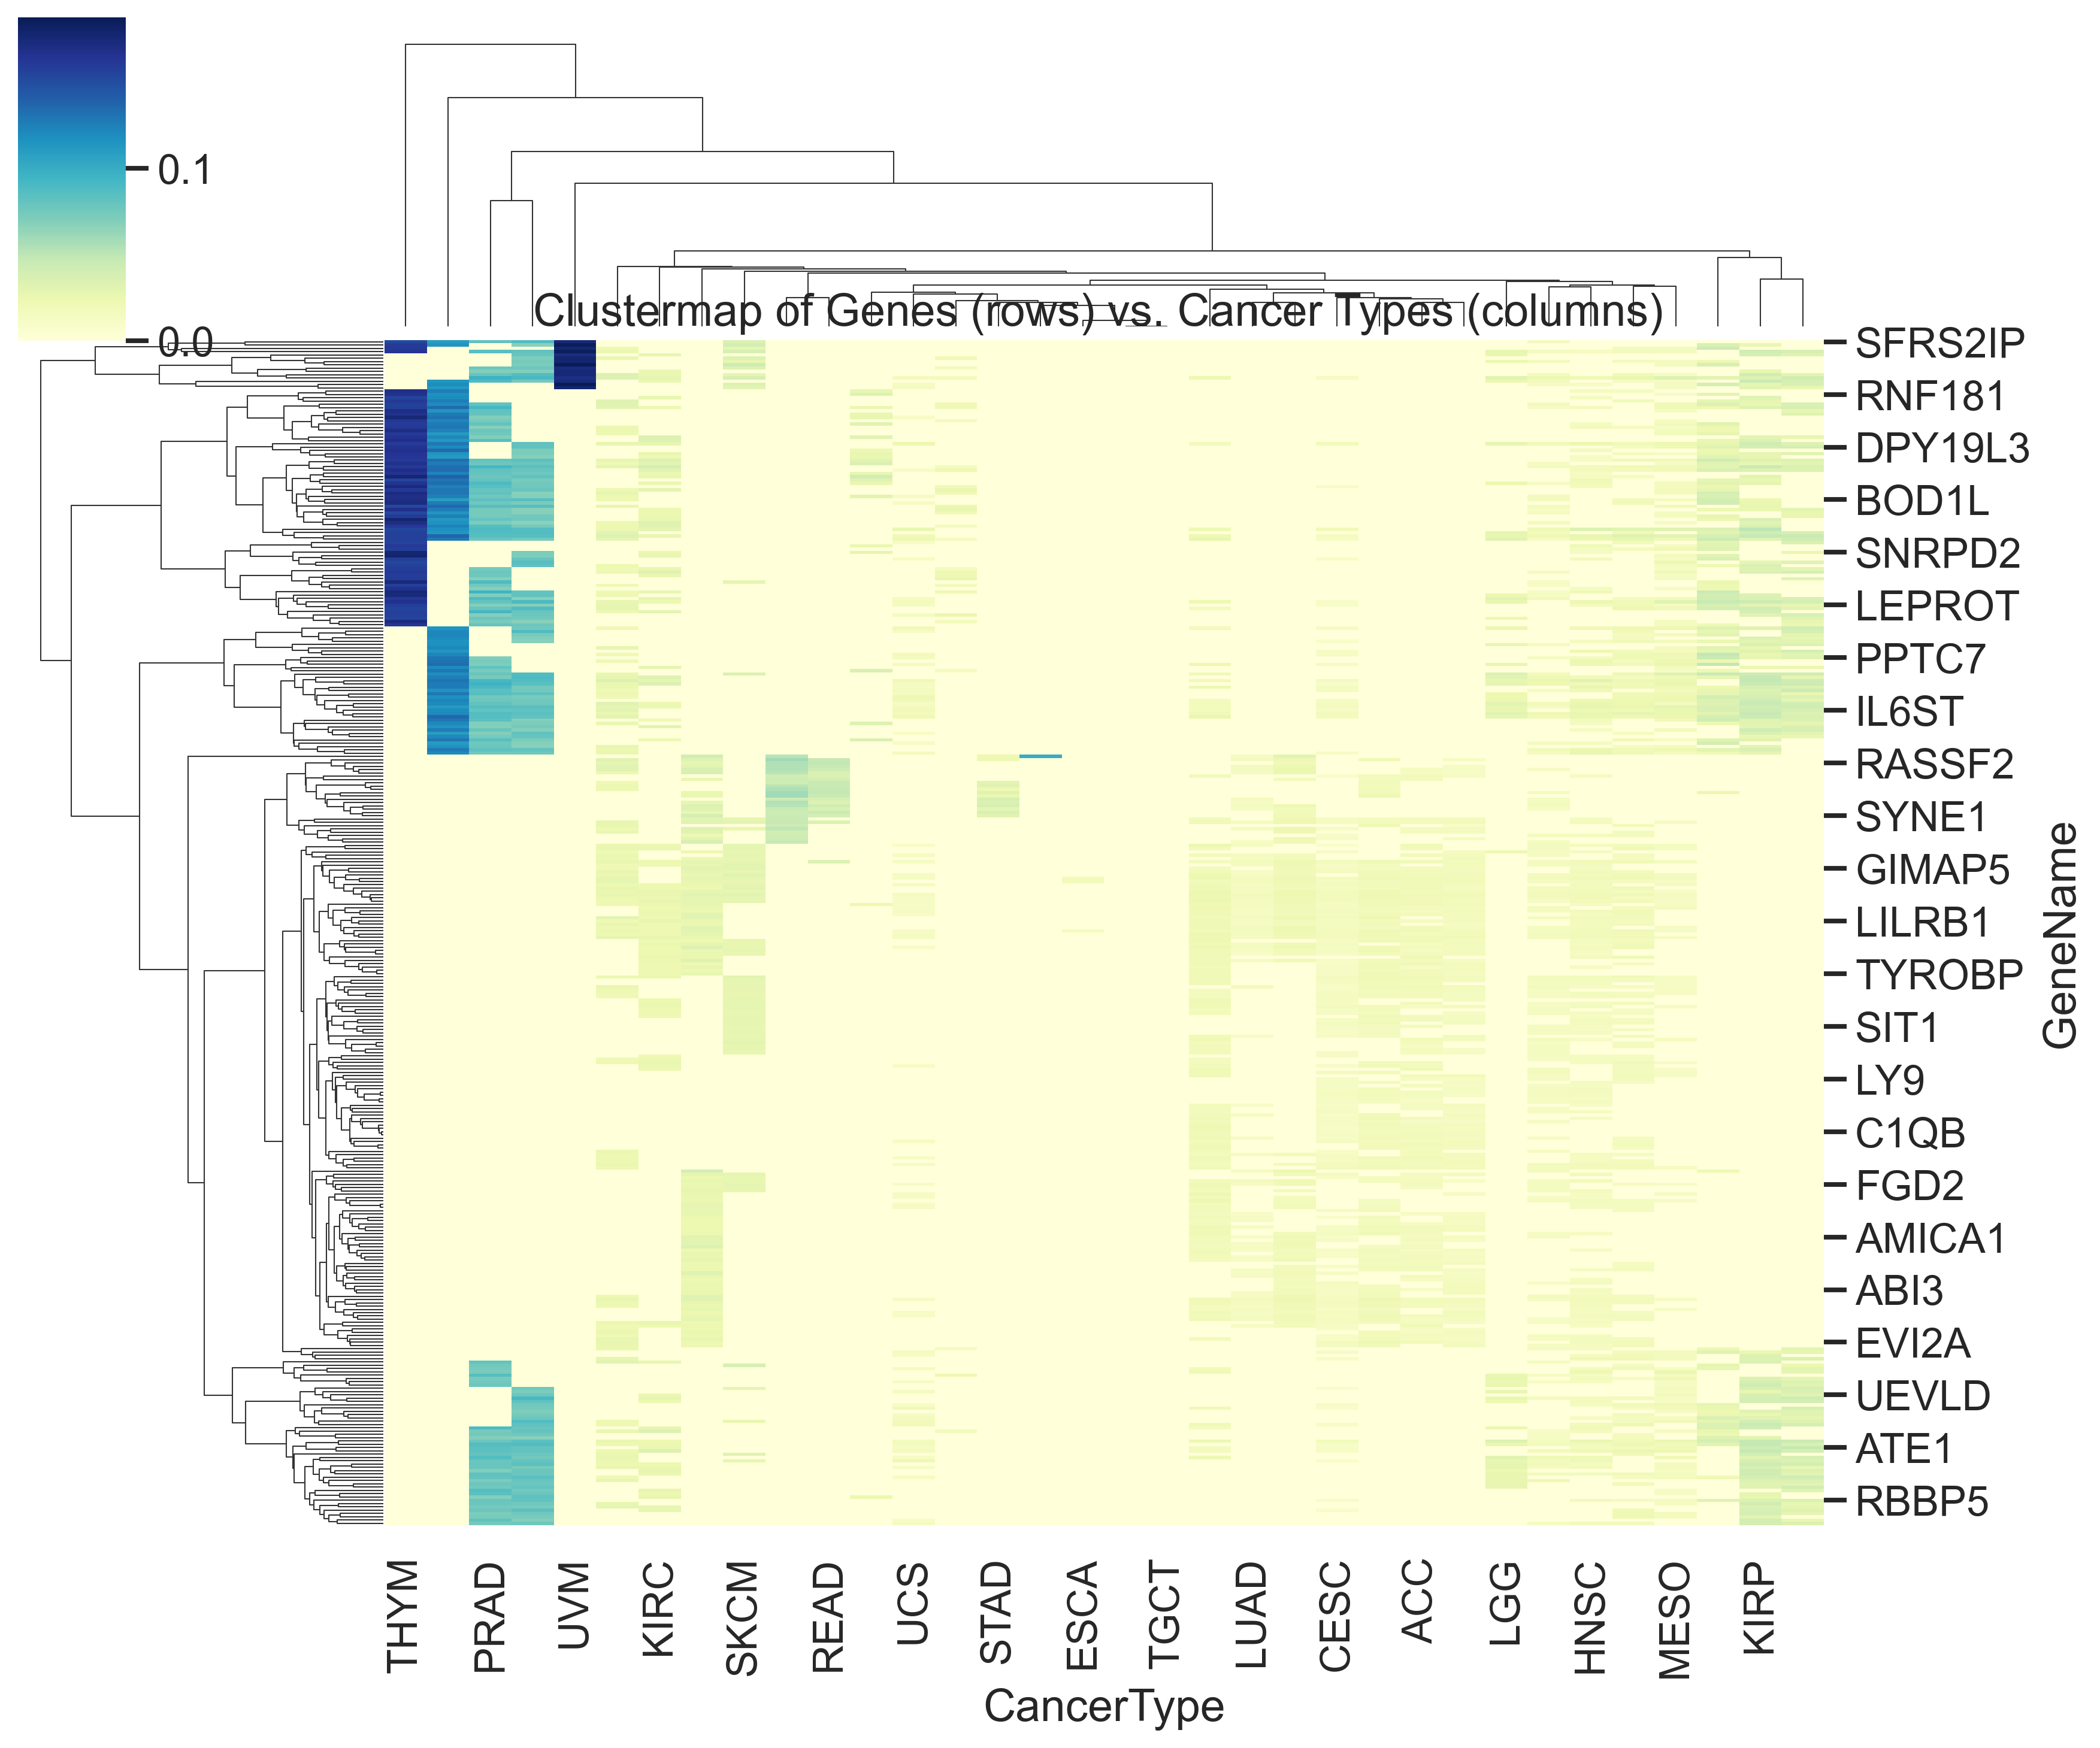 0.1
0.0
Clustermap of Genes (rows) vs. Cancer Types (columns)
SFRS2IP
RNF181
DPY19L3
BOD1L
SNRPD2
LEPROT
PPTC7
IL6ST
RASSF2
SYNE1
GIMAP5
LILRB1
TYROBP
SIT1
LY9
C1QB
FGD2
AMICA1
ABI3
EVI2A
UEVLD
ATE1
RBBP5
GeneName
THYM
PRAD
UVM
KIRC
SKCM
READ
UCS
STAD
ESCA
TGCT
LUAD
CESC
ACC
LGG
HNSC
MESO
KIRP
CancerType